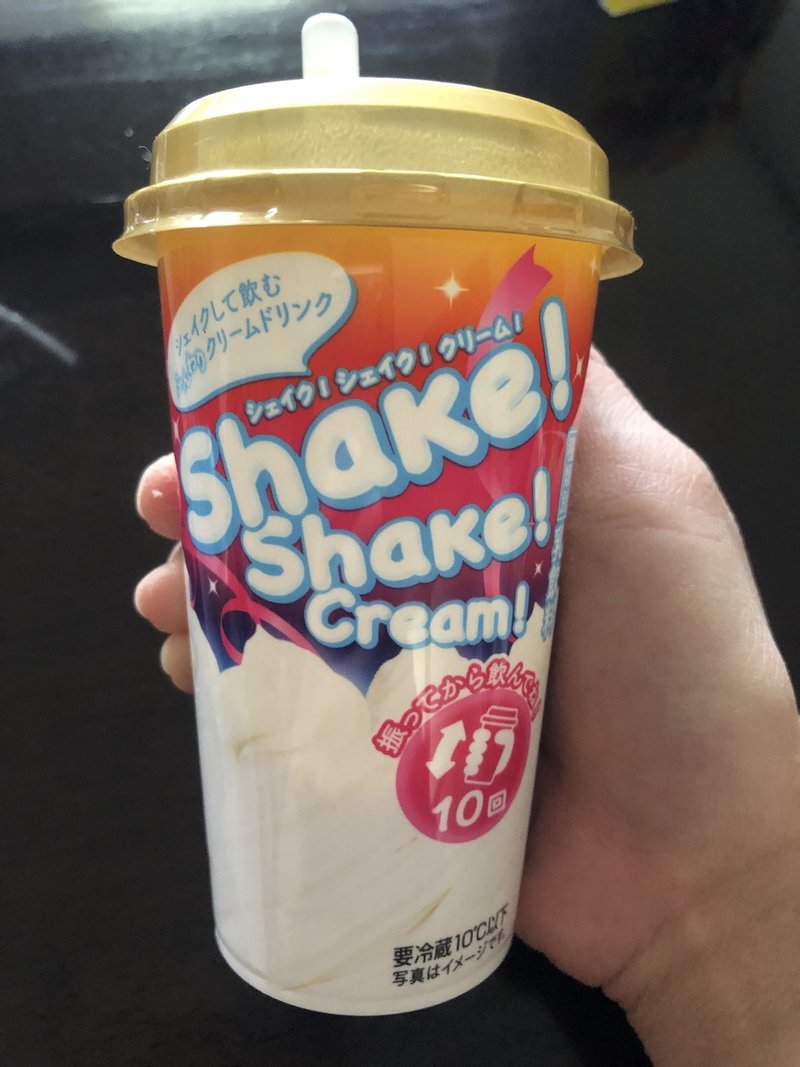 シェイクして飲む
クリームドリンク
シェイク！シェイク！クリーム！
Shake!
Shake!
Cream!
振ってから飲んでね!!
10回
要冷蔵10℃以下
写真はイメージです。